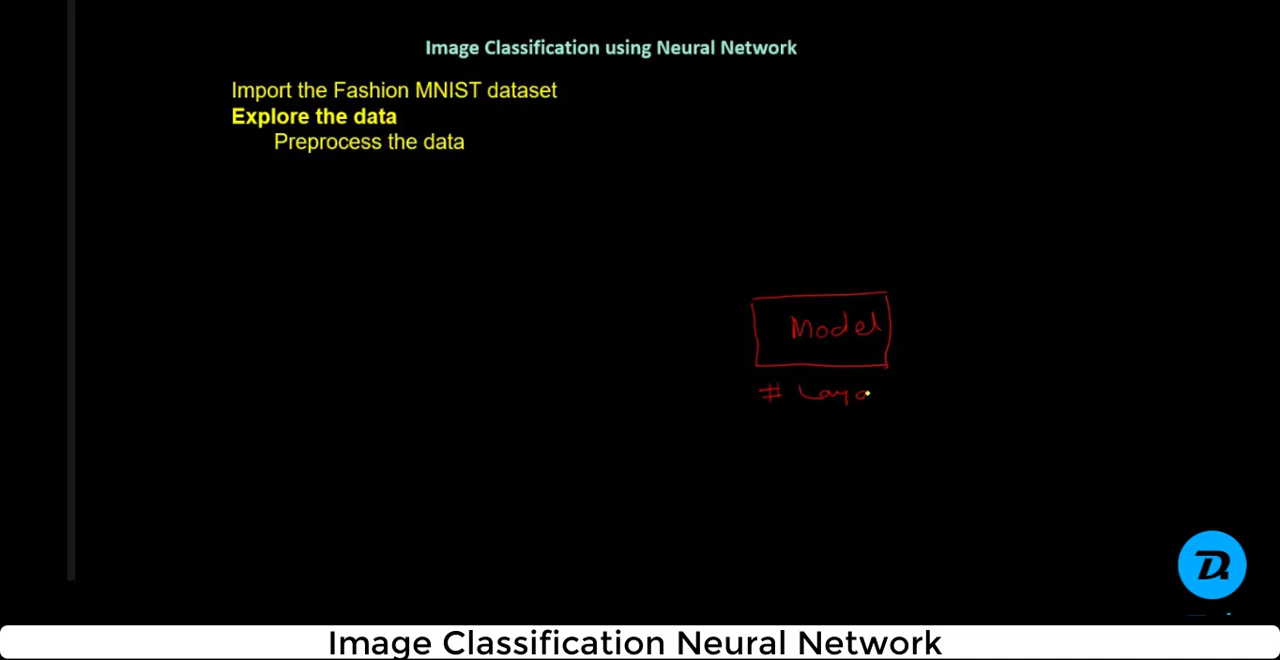 Image Classification using Neural Network
Import the Fashion MNIST dataset
Explore the data
Preprocess the data
Model
#
Image Classification Neural Network